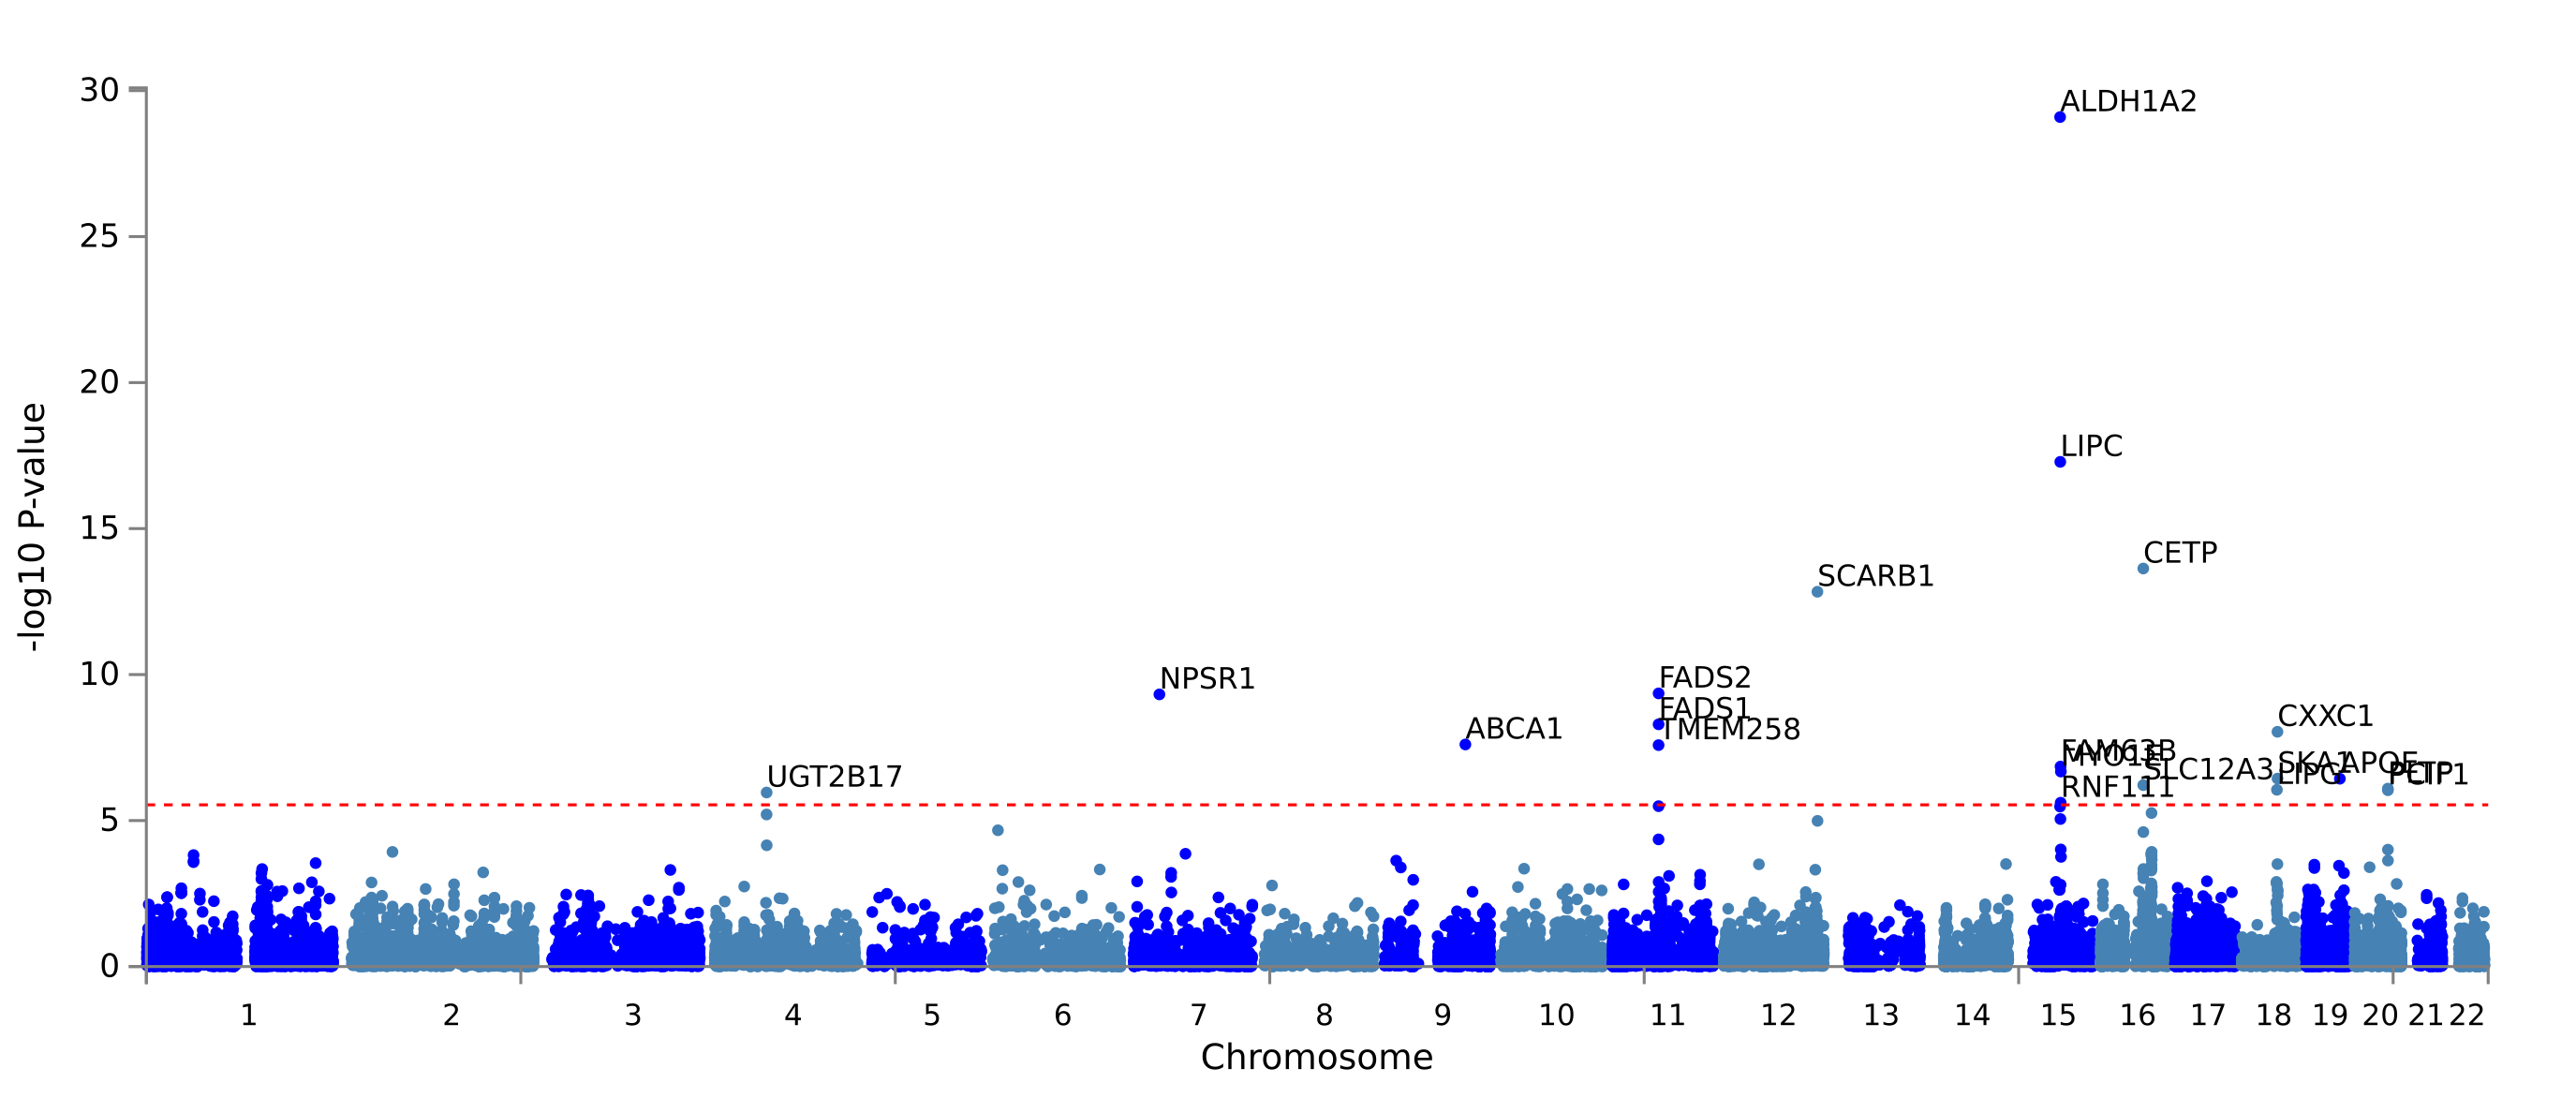 30
25
20
15
10
5
0
-log10 P-value
ALDH1A2
LIPC
CETP
SCARB1
NPSR1
FADS2
FADS1
TMEM258
ABCA1
CXXC1
UGT2B17
FAM63B
MYO1E
RNF111
SLC12A3
SKA1
LIPG
APOE
PLTP
PCIF1
1 2 3 4 5 6 7 8 9 10 11 12 13 14 15 16 17 18 19 20 21 22
Chromosome